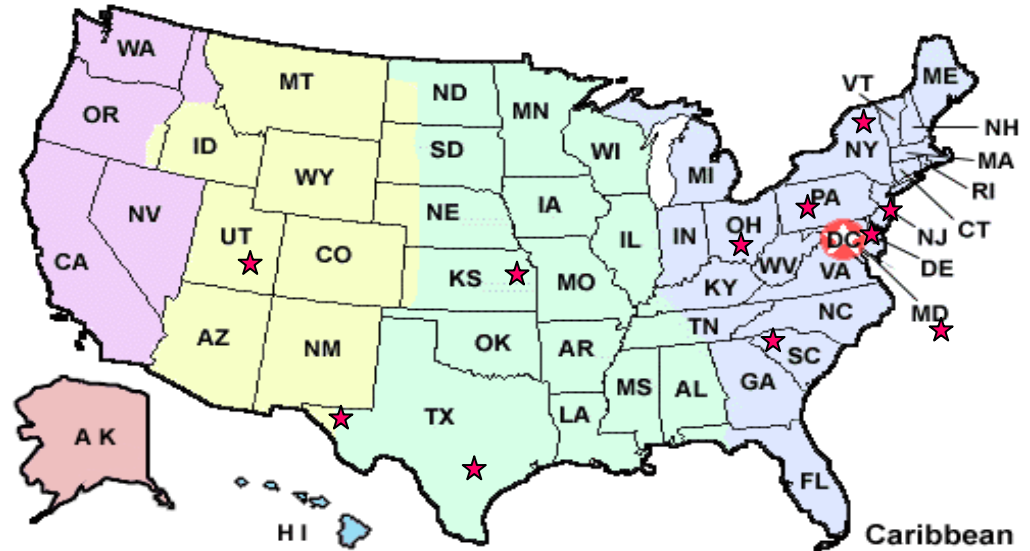 WA
MT
ND
MN
OR
ID
SD
WI
MI
VT
ME
NY
NH
MA
RI
CT
WY
NE
IA
PA
NJ
NV
UT
CO
IL
IN
OH
DC
DE
CA
KS
MO
WV
VA
KY
MD
AZ
NM
OK
AR
TN
NC
SC
TX
LA
MS
AL
GA
FL
A K
H I
Caribbean